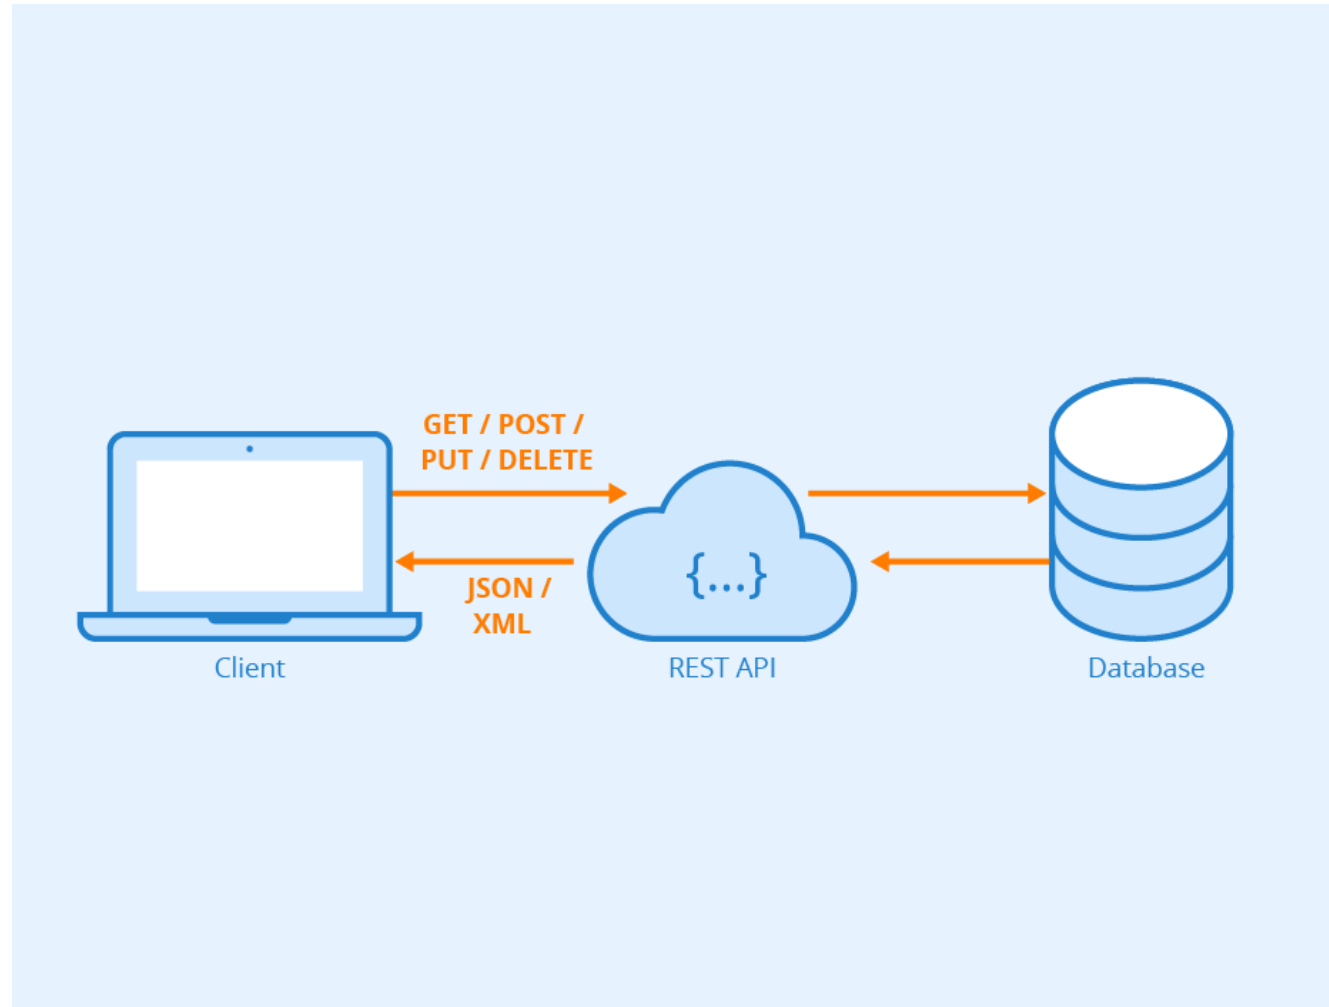 GET / POST /
PUT / DELETE
JSON /
XML
{...}
Client
REST API
Database